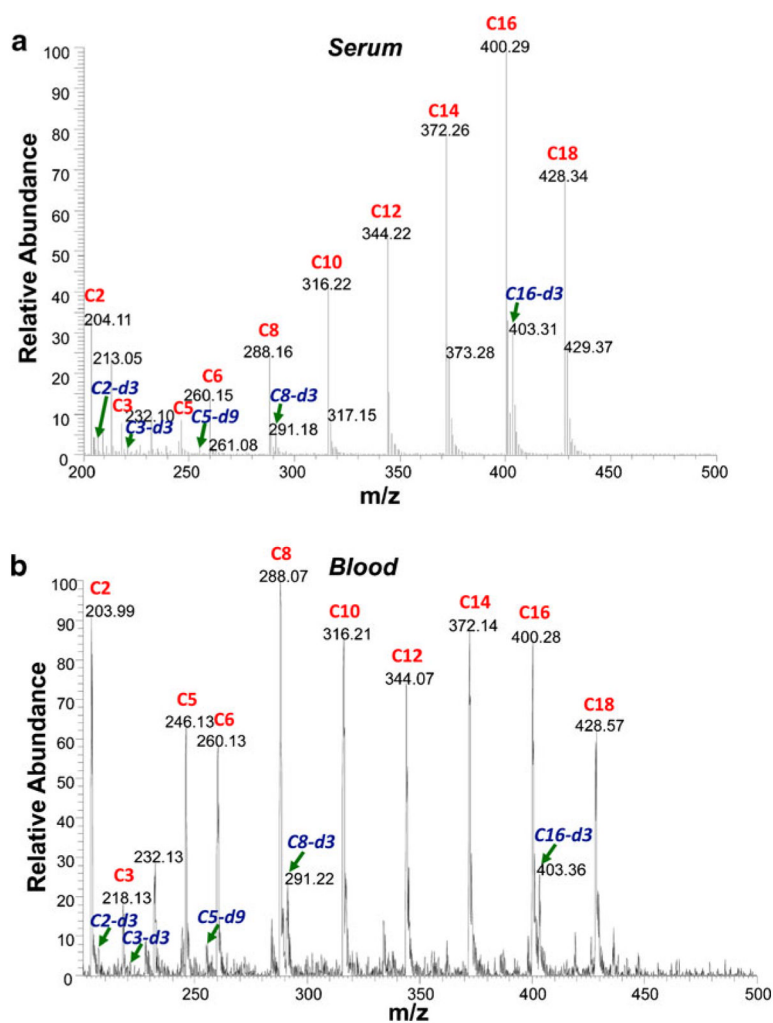 a
Serum
C16
400.29
C14
372.26
C18
428.34
C12
344.22
C10
316.22
C2
204.11
C16-d3
403.31
C8
288.16
373.28
429.37
213.05
C6
260.15
C2-d3
C8-d3
C3
232.10
C5
C5-d9
317.15
C3-d3
291.18
261.08
100
90
80
70
60
50
40
30
20
10
0
Relative Abundance
200
250
300
350
400
450
500
m/z
b
Blood
C8
288.07
C2
203.99
C10
316.21
C14
372.14
C16
400.28
C12
344.07
C5
246.13
C6
260.13
C18
428.57
C8-d3
291.22
C16-d3
403.36
232.13
C3
218.13
C2-d3
C3-d3
C5-d9
100
90
80
70
60
50
40
30
20
10
0
Relative Abundance
250
300
350
400
450
500
m/z